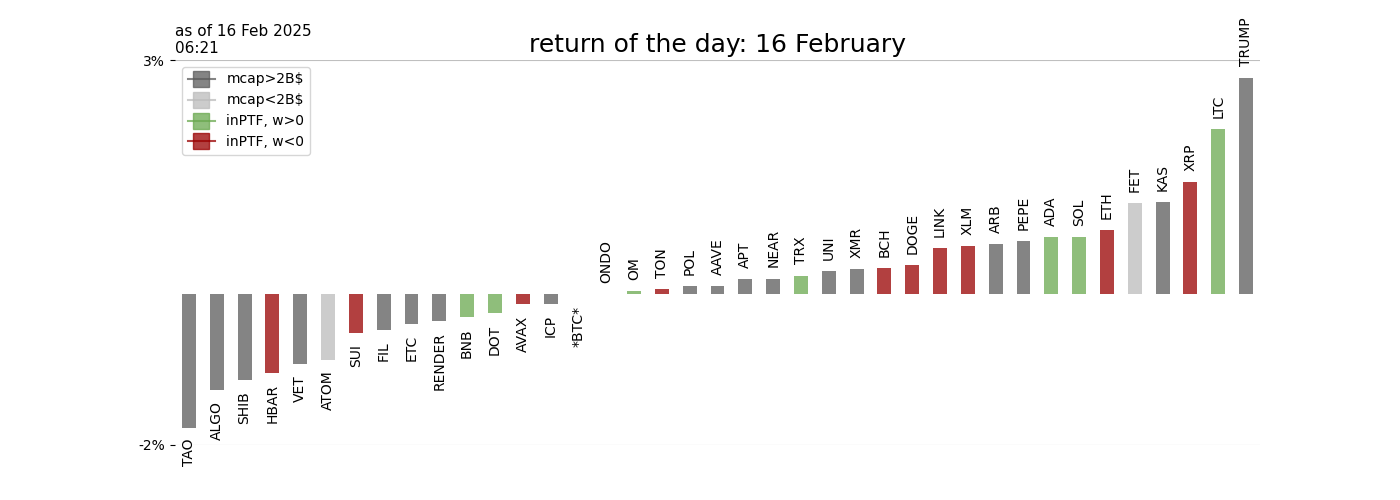 as of 16 Feb 2025
06:21
return of the day: 16 February
3%
mcap>2B$
mcap<2B$
inPTF, w>0
inPTF, w<0
-2%
TAO
ALGO
SHIB
HBAR
VET
ATOM
SUI
FIL
ETC
RENDER
BNB
DOT
AVAX
ICP
*BTC*
ONDO
OM
TON
POL
AAVE
APT
NEAR
TRX
UNI
XMR
BCH
DOGE
LINK
XLM
ARB
PEPE
ADA
SOL
ETH
FET
KAS
XRP
LTC
TRUMP